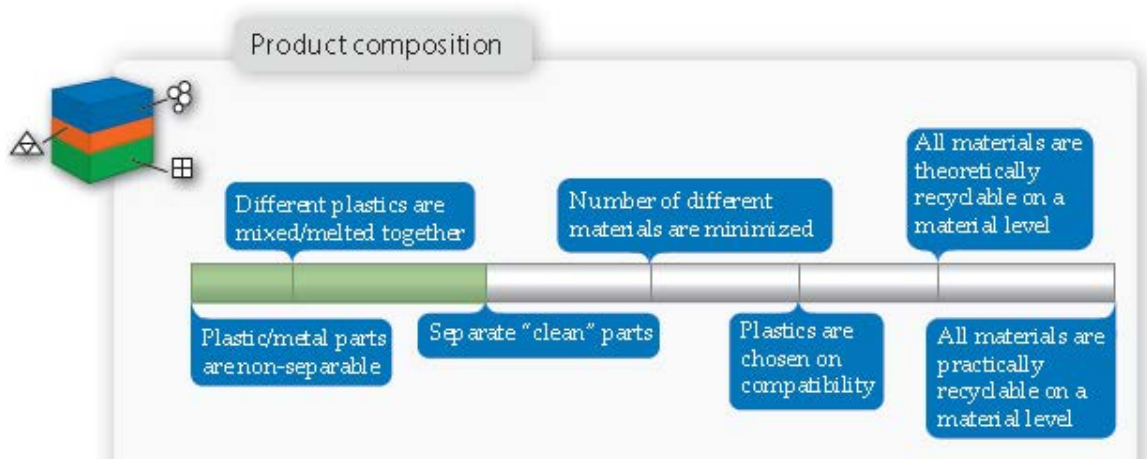 Product composition
Different plastics are
mixed/melted together
Number of different
materials are minimized
All materials are
theoretically
recyclable on a
material level
Plastic/metal parts
are non-separable
Separate “clean” parts
Plastics are
chosen on
compatibility
All materials are
practically
recyclable on a
material level